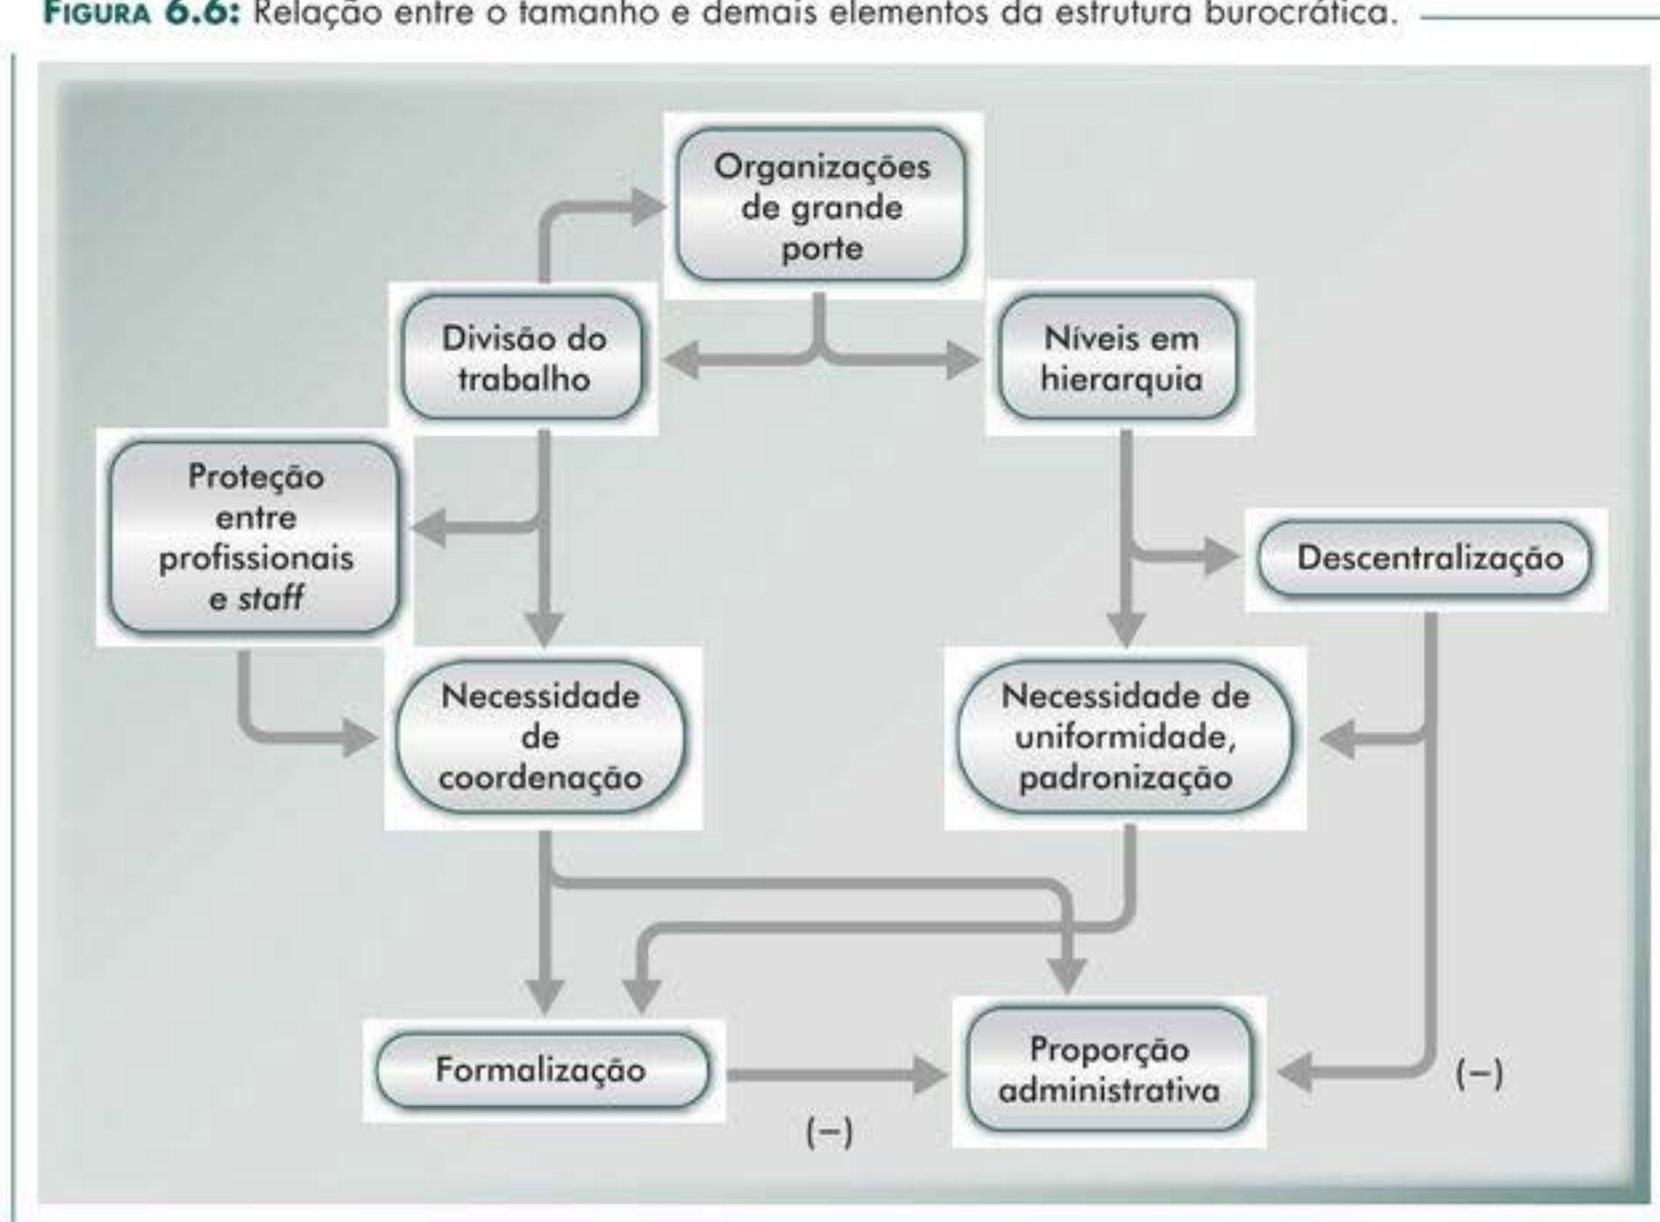 FIGURA 6.6: Relação entre o tamanho e demais elementos da estrutura burocrática.
Organizações
de grande
porte
Divisão do
trabalho
Níveis em
hierarquia
Proteção
entre
profissionais
e staff
Descentralização
Necessidade
de
coordenação
Necessidade de
uniformidade,
padronização
Formalização
Proporção
administrativa
(–)
(–)